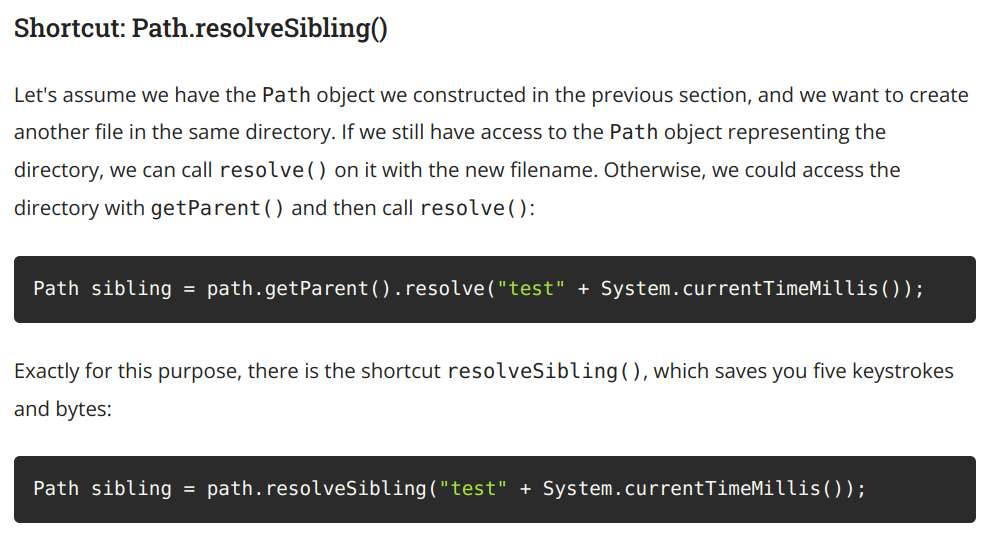 Shortcut: Path.resolveSibling()
Let's assume we have the Path object we constructed in the previous section, and we want to create
another file in the same directory. If we still have access to the Path object representing the
directory, we can call resolve() on it with the new filename. Otherwise, we could access the
directory with getParent() and then call resolve():
Path sibling = path.getParent().resolve("test" + System.currentTimeMillis());
Exactly for this purpose, there is the shortcut resolveSibling(), which saves you five keystrokes
and bytes:
Path sibling = path.resolveSibling("test" + System.currentTimeMillis());